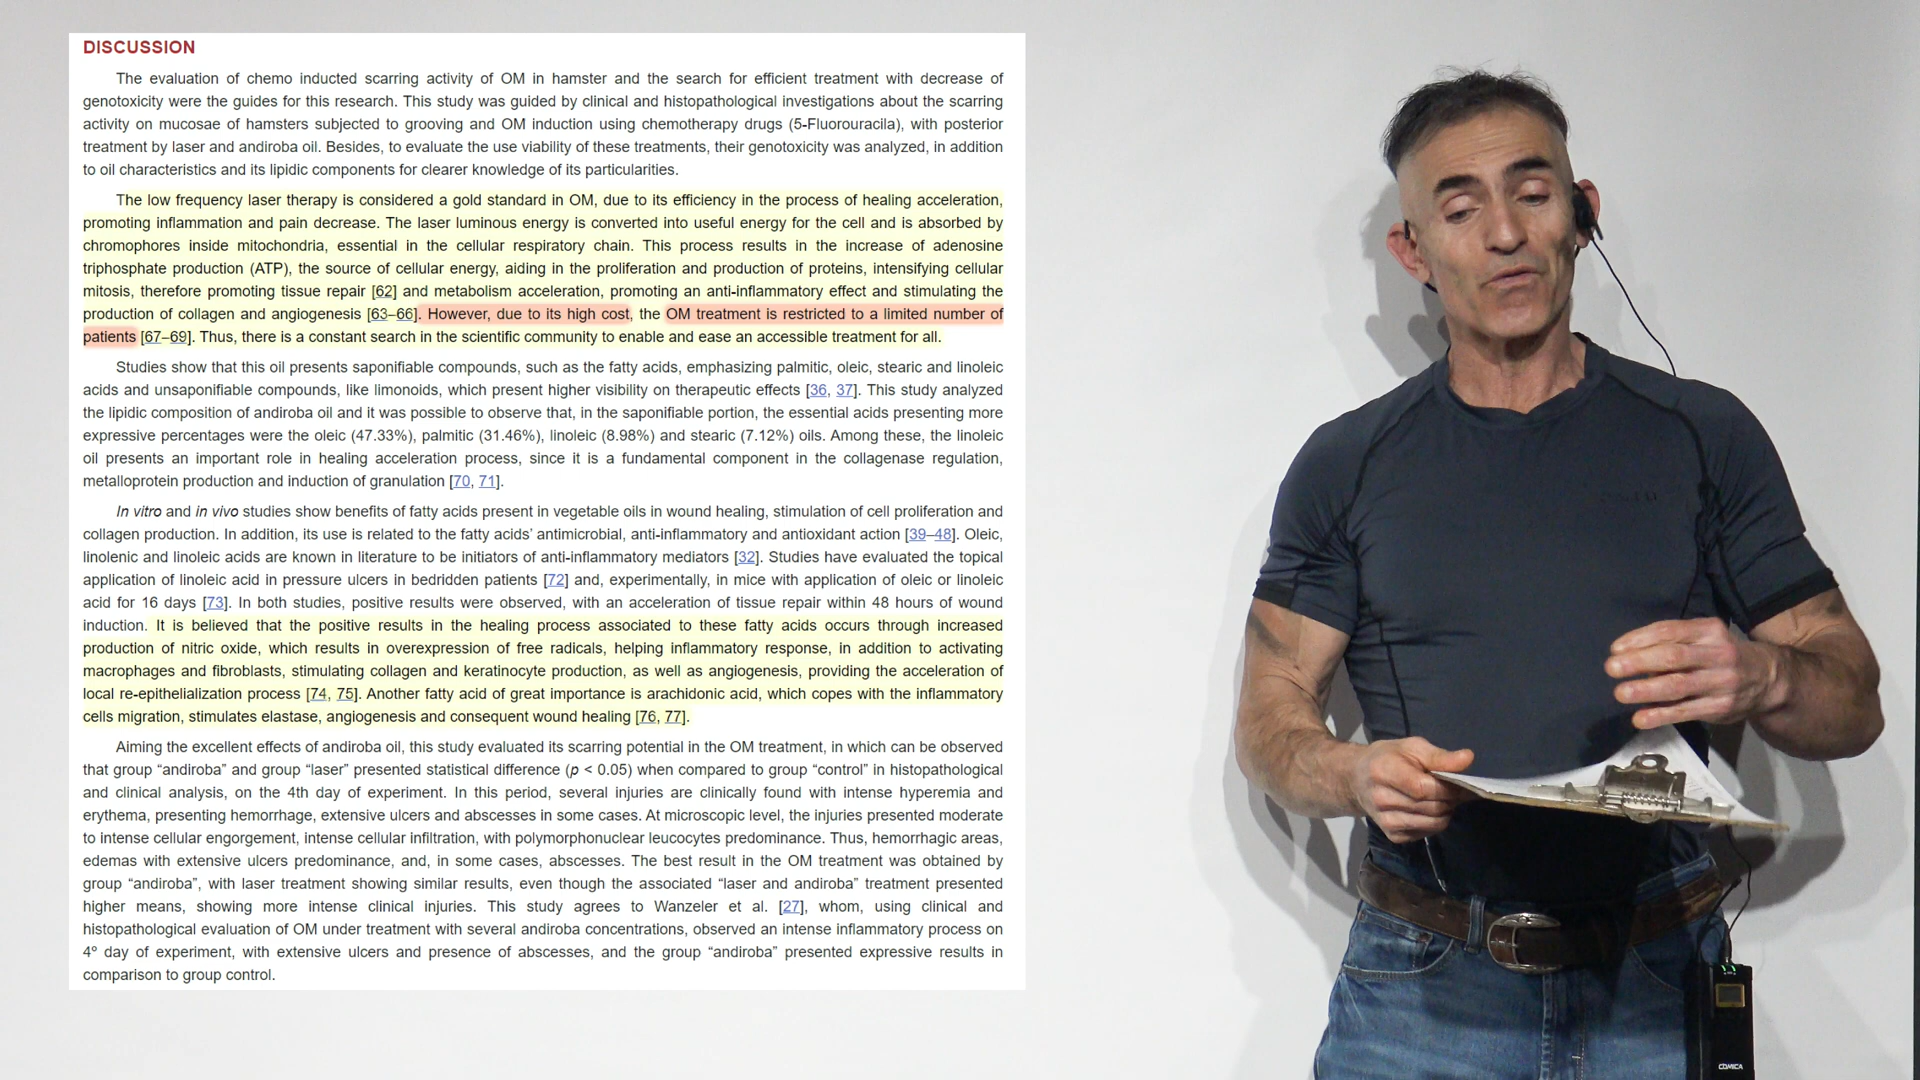 DISCUSSION
The evaluation of chemo inducted scarring activity of OM in hamster and the search for efficient treatment with decrease of
genotoxicity were the guides for this research. This study was guided by clinical and histopathological investigations about the scarring
activity on mucosae of hamsters subjected to grooving and OM induction using chemotherapy drugs (5-Fluorouracila), with posterior
treatment by laser and andiroba oil. Besides, to evaluate the use viability of these treatments, their genotoxicity was analyzed, in addition
to oil characteristics and its lipidic components for clearer knowledge of its particularities.
The low frequency laser therapy is considered a gold standard in OM, due to its efficiency in the process of healing acceleration,
promoting inflammation and pain decrease. The laser luminous energy is converted into useful energy for the cell and is absorbed by
chromophores inside mitochondria, essential in the cellular respiratory chain. This process results in the increase of adenosine
triphosphate production (ATP), the source of cellular energy, aiding in the proliferation and production of proteins, intensifying cellular
mitosis, therefore promoting tissue repair [62] and metabolism acceleration, promoting an anti-inflammatory effect and stimulating the
production of collagen and angiogenesis [63–66]. However, due to its high cost, the OM treatment is restricted to a limited number of
patients [67–69]. Thus, there is a constant search in the scientific community to enable and ease an accessible treatment for all.
Studies show that this oil presents saponifiable compounds, such as the fatty acids, emphasizing palmitic, oleic, stearic and linoleic
acids and unsaponifiable compounds, like limonoids, which present higher visibility on therapeutic effects [36, 37]. This study analyzed
the lipidic composition of andiroba oil and it was possible to observe that, in the saponifiable portion, the essential acids presenting more
expressive percentages were the oleic (47.33%), palmitic (31.46%), linoleic (8.98%) and stearic (7.12%) oils. Among these, the linoleic
oil presents an important role in healing acceleration process, since it is a fundamental component in the collagenase regulation,
metalloprotein production and induction of granulation [70, 71].
In vitro and in vivo studies show benefits of fatty acids present in vegetable oils in wound healing, stimulation of cell proliferation and
collagen production. In addition, its use is related to the fatty acids' antimicrobial, anti-inflammatory and antioxidant action [39–48]. Oleic,
linolenic and linoleic acids are known in literature to be initiators of anti-inflammatory mediators [32]. Studies have evaluated the topical
application of linoleic acid in pressure ulcers in bedridden patients [72] and, experimentally, in mice with application of oleic or linoleic
acid for 16 days [73]. In both studies, positive results were observed, with an acceleration of tissue repair within 48 hours of wound
induction. It is believed that the positive results in the healing process associated to these fatty acids occurs through increased
production of nitric oxide, which results in overexpression of free radicals, helping inflammatory response, in addition to activating
macrophages and fibroblasts, stimulating collagen and keratinocyte production, as well as angiogenesis, providing the acceleration of
local re-epithelialization process [74, 75]. Another fatty acid of great importance is arachidonic acid, which copes with the inflammatory
cells migration, stimulates elastase, angiogenesis and consequent wound healing [76, 77].
Aiming the excellent effects of andiroba oil, this study evaluated its scarring potential in the OM treatment, in which can be observed
that group “andiroba” and group “laser” presented statistical difference (p < 0.05) when compared to group “control” in histopathological
and clinical analysis, on the 4th day of experiment. In this period, several injuries are clinically found with intense hyperemia and
erythema, presenting hemorrhage, extensive ulcers and abscesses in some cases. At microscopic level, the injuries presented moderate
to intense cellular engorgement, intense cellular infiltration, with polymorphonuclear leucocytes predominance. Thus, hemorrhagic areas,
edemas with extensive ulcers predominance, and, in some cases, abscesses. The best result in the OM treatment was obtained by
group “andiroba”, with laser treatment showing similar results, even though the associated “laser and andiroba” treatment presented
higher means, showing more intense clinical injuries. This study agrees to Wanzeler et al. [27], whom, using clinical and
histopathological evaluation of OM under treatment with several andiroba concentrations, observed an intense inflammatory process on
4º day of experiment, with extensive ulcers and presence of abscesses, and the group “andiroba” presented expressive results in
comparison to group control.
COMICA